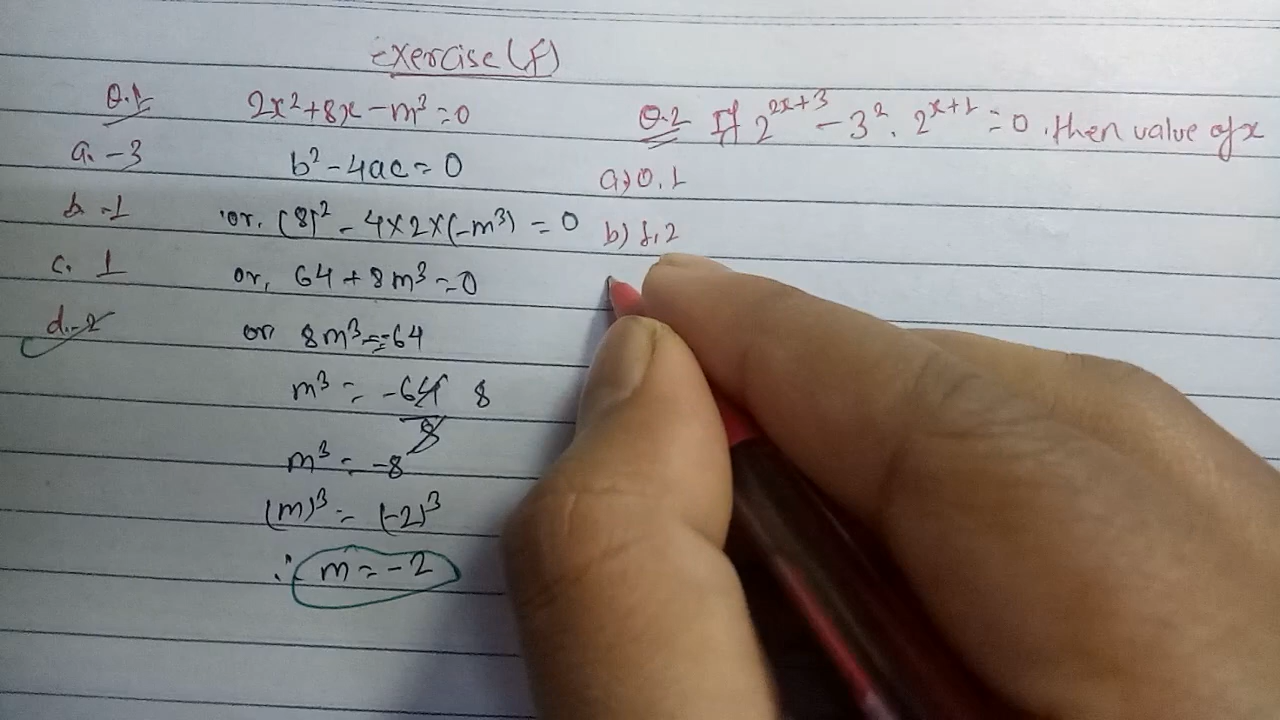 exercise (f)
Q.1 2x²+8x-m³=0
a. -3 b²-4ac=0
b. -1 or, (8)² - 4×2×(-m³) = 0
c. 1 or, 64+8m³=0
d. -2 or 8m³=-64
m³ = -64/8 8
m³ = -8
(m)³ = (-2)³
∴ m = -2
Q.2 If 2^{2x+3} - 3². 2^{x+1} = 0. then value of x
a) 0, 1
b) 1, 2